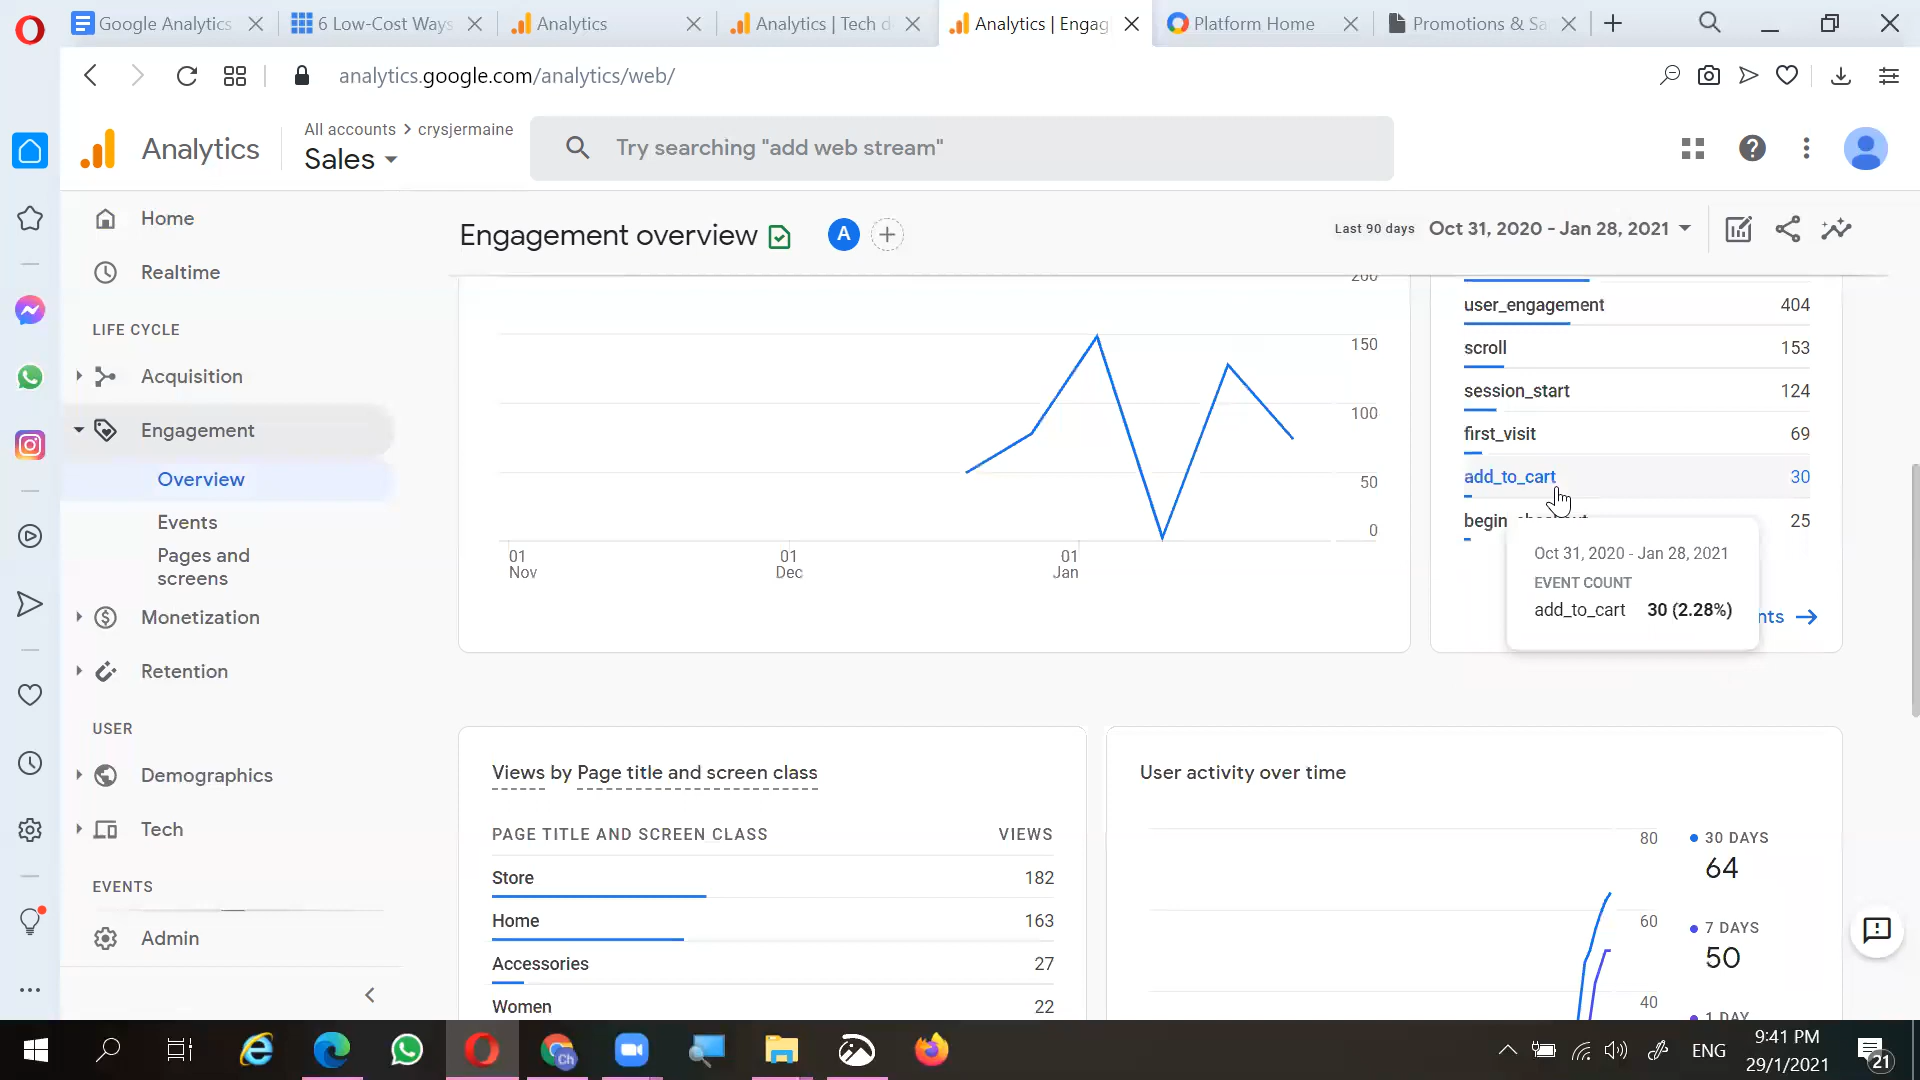 Google Analytics
6 Low-Cost Ways
Analytics
Analytics | Tech d
Analytics | Engag
Platform Home
Promotions & Sa
analytics.google.com/analytics/web/
Analytics
All accounts > crysjermaine
Sales
Try searching "add web stream"
Home
Realtime
LIFE CYCLE
Acquisition
Engagement
Overview
Events
Pages and
screens
Monetization
Retention
USER
Demographics
Tech
EVENTS
Admin
Engagement overview
A
Last 90 days Oct 31, 2020 - Jan 28, 2021
200
150
100
50
0
01
Nov
01
Dec
01
Jan
user_engagement 404
scroll 153
session_start 124
first_visit 69
add_to_cart 30
begin 25
Oct 31, 2020 - Jan 28, 2021
EVENT COUNT
add_to_cart 30 (2.28%)
nts
Views by Page title and screen class
PAGE TITLE AND SCREEN CLASS VIEWS
Store 182
Home 163
Accessories 27
Women 22
User activity over time
80
60
40
30 DAYS
64
7 DAYS
50
1 DAY
Ch
ENG
9:41 PM
29/1/2021
21